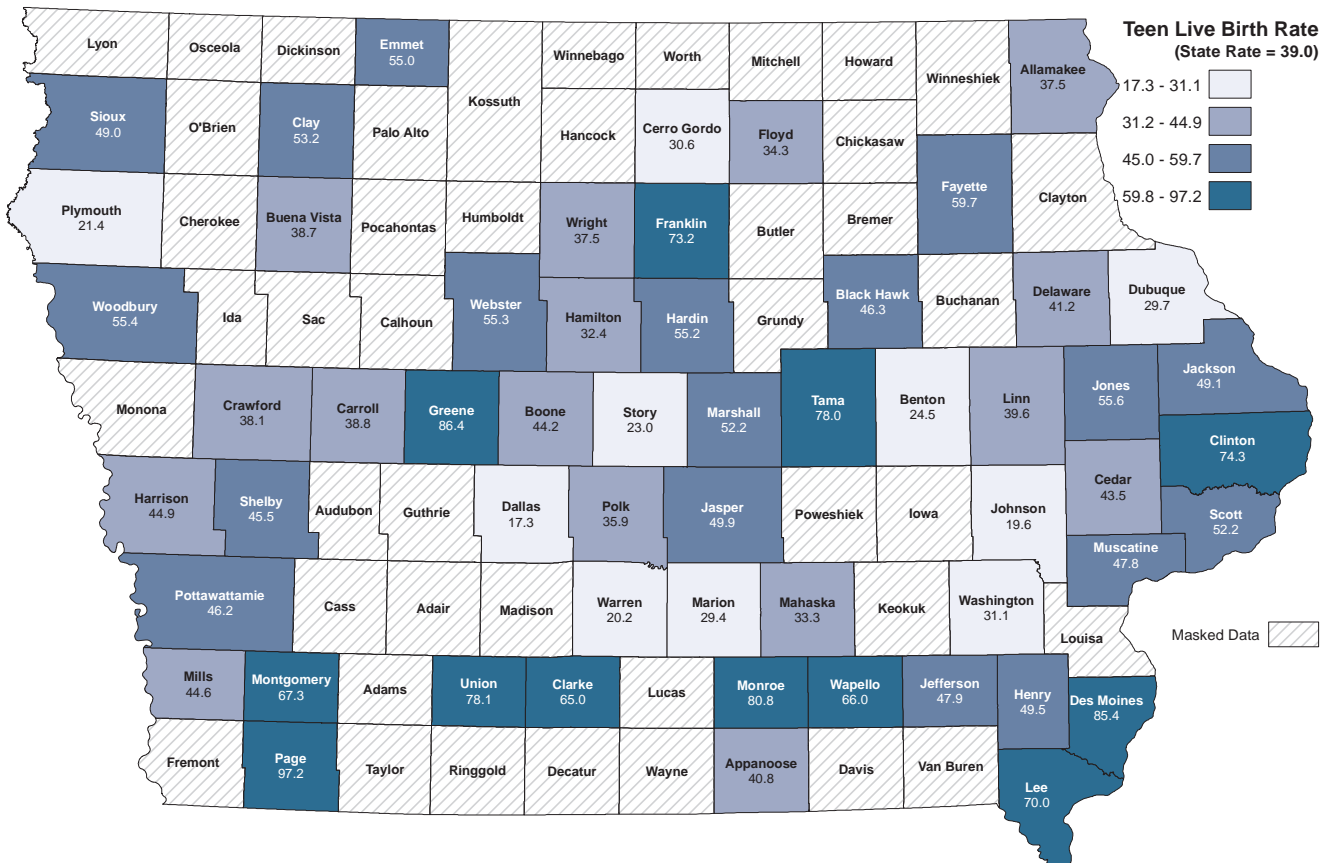 Teen Live Birth Rate
(State Rate = 39.0)
17.3 - 31.1
31.2 - 44.9
45.0 - 59.7
59.8 - 97.2
Lyon
Osceola
Dickinson
Emmet
55.0
Kossuth
Winnebago
Worth
Mitchell
Howard
Winneshiek
Allamakee
37.5
Sioux
49.0
O'Brien
Clay
53.2
Palo Alto
Hancock
Cerro Gordo
30.6
Floyd
34.3
Chickasaw
Fayette
59.7
Clayton
Plymouth
21.4
Cherokee
Buena Vista
38.7
Pocahontas
Humboldt
Wright
37.5
Franklin
73.2
Butler
Bremer
Woodbury
55.4
Ida
Sac
Calhoun
Webster
55.3
Hamilton
32.4
Hardin
55.2
Grundy
Black Hawk
46.3
Buchanan
Delaware
41.2
Dubuque
29.7
Monona
Crawford
38.1
Carroll
38.8
Greene
86.4
Boone
44.2
Story
23.0
Marshall
52.2
Tama
78.0
Benton
24.5
Linn
39.6
Jones
55.6
Jackson
49.1
Clinton
74.3
Harrison
44.9
Shelby
45.5
Audubon
Guthrie
Dallas
17.3
Polk
35.9
Jasper
49.9
Poweshiek
Iowa
Johnson
19.6
Cedar
43.5
Scott
52.2
Muscatine
47.8
Pottawattamie
46.2
Cass
Adair
Madison
Warren
20.2
Marion
29.4
Mahaska
33.3
Keokuk
Washington
31.1
Louisa
Masked Data
Mills
44.6
Montgomery
67.3
Adams
Union
78.1
Clarke
65.0
Lucas
Monroe
80.8
Wapello
66.0
Jefferson
47.9
Henry
49.5
Des Moines
85.4
Fremont
Page
97.2
Taylor
Ringgold
Decatur
Wayne
Appanoose
40.8
Davis
Van Buren
Lee
70.0